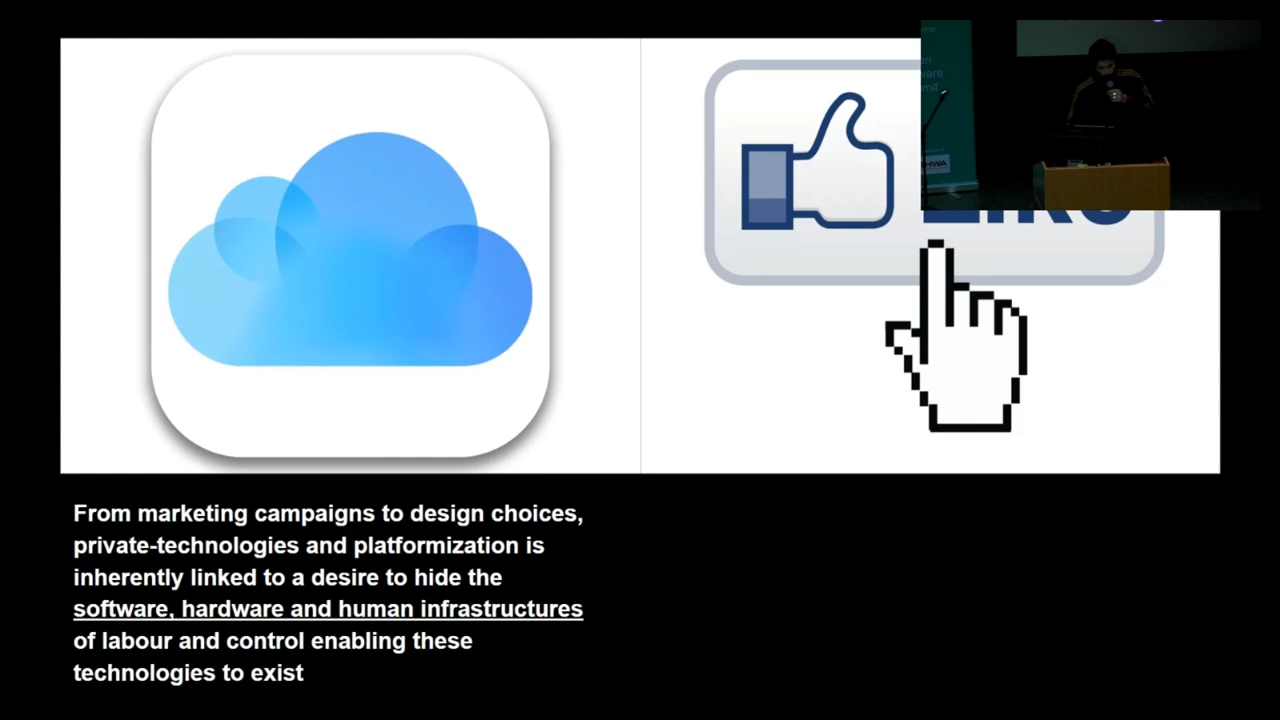 HWA
From marketing campaigns to design choices,
private-technologies and platformization is
inherently linked to a desire to hide the
software, hardware and human infrastructures
of labour and control enabling these
technologies to exist